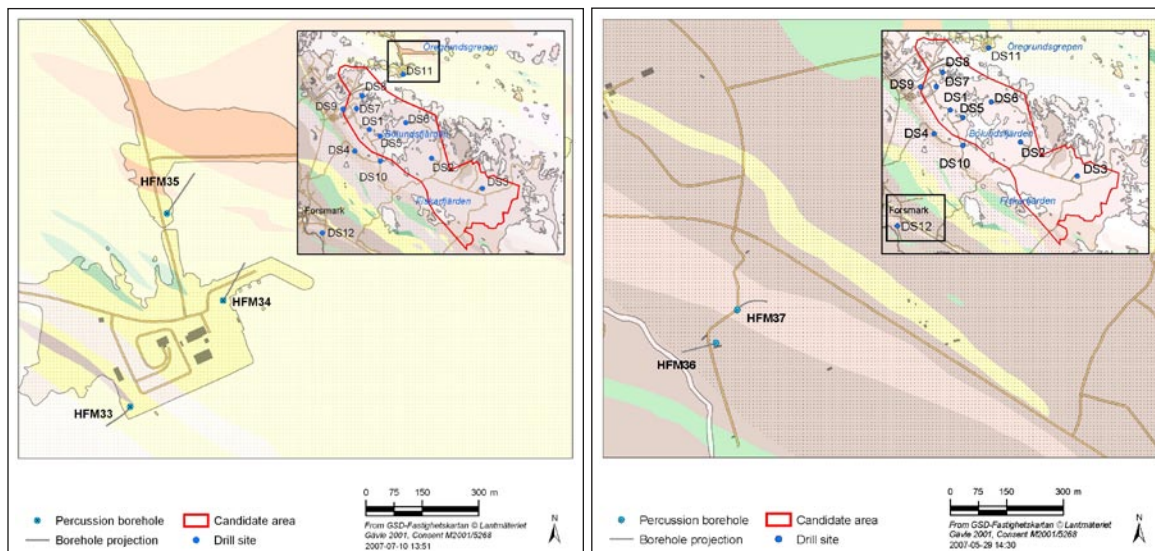 Öregrundsgrepen
DS11
DS8
DS9
DS7
DS1
DS6
Bolundsfjärden
DS5
DS4
DS2
DS10
DS3
Fiskarfjärden
Forsmark
DS12
HFM35
HFM34
HFM33
Percussion borehole
Candidate area
Borehole projection
Drill site
0 75 150 300 m
From GSD-Fastighetskartan © Lantmäteriet
Gävle 2001, Consent M2001/5268
2007-07-10 13:51
N
Öregrundsgrepen
DS11
DS8
DS9
DS7
DS1
DS6
DS5
DS4
Bolundsfjärden
DS2
DS10
DS3
Fiskarfjärden
Forsmark
DS12
HFM37
HFM36
Percussion borehole
Candidate area
Borehole projection
Drill site
0 75 150 300 m
From GSD-Fastighetskartan © Lantmäteriet
Gävle 2001, Consent M2001/5268
2007-05-29 14:30
N